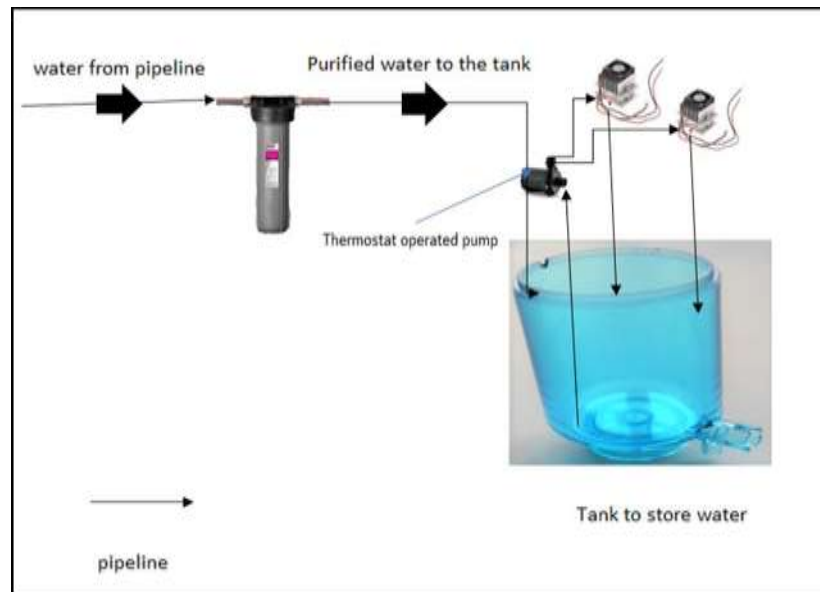 water from pipeline
Purified water to the tank
Thermostat operated pump
Tank to store water
pipeline